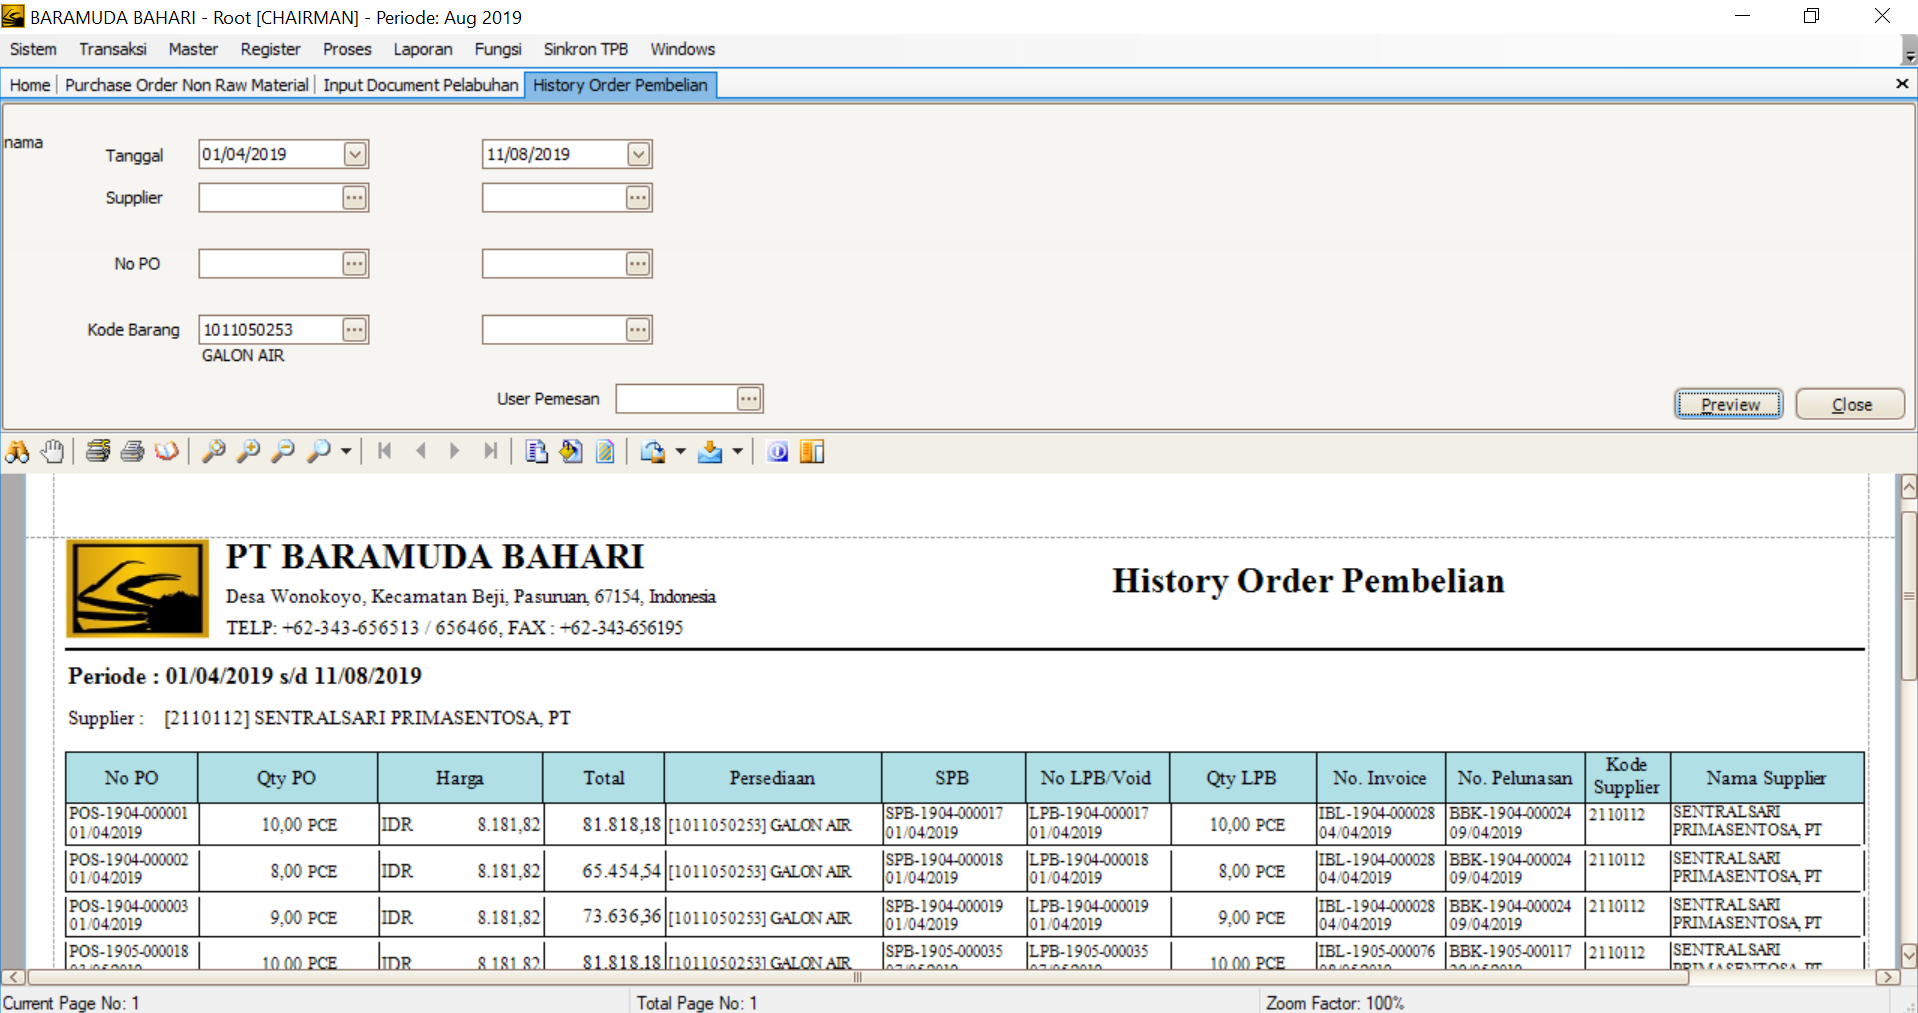 BARAMUDA BAHARI - Root [CHAIRMAN] - Periode: Aug 2019
Sistem Transaksi Master Register Proses Laporan Fungsi Sinkron TPB Windows
Home Purchase Order Non Raw Material Input Document Pelabuhan History Order Pembelian
nama
Tanggal 01/04/2019 11/08/2019
Supplier
No PO
Kode Barang 1011050253
GALON AIR
User Pemesan
Preview Close
PT BARAMUDA BAHARI
History Order Pembelian
Desa Wonokoyo, Kecamatan Beji, Pasuruan, 67154, Indonesia
TELP: +62-343-656513 / 656466, FAX : +62-343-656195
Periode : 01/04/2019 s/d 11/08/2019
Supplier : [2110112] SENTRALSARI PRIMASENTOSA, PT
No PO Qty PO Harga Total Persediaan SPB No LPB/Void Qty LPB No. Invoice No. Pelunasan Kode Supplier Nama Supplier
POS-1904-000001 SPB-1904-000017 LPB-1904-000017 IBL-1904-000028 BBK-1904-000024 2110112 SENTRALSARI
10,00 PCE IDR 8.181,82 81.818,18 [1011050253] GALON AIR 10,00 PCE
01/04/2019 01/04/2019 01/04/2019 04/04/2019 09/04/2019 PRIMASENTOSA, PT
POS-1904-000002 SPB-1904-000018 LPB-1904-000018 IBL-1904-000028 BBK-1904-000024 2110112 SENTRALSARI
8,00 PCE IDR 8.181,82 65.454,54 [1011050253] GALON AIR 8,00 PCE
01/04/2019 01/04/2019 01/04/2019 04/04/2019 09/04/2019 PRIMASENTOSA, PT
POS-1904-000003 SPB-1904-000019 LPB-1904-000019 IBL-1904-000028 BBK-1904-000024 2110112 SENTRALSARI
9,00 PCE IDR 8.181,82 73.636,36 [1011050253] GALON AIR 9,00 PCE
01/04/2019 01/04/2019 01/04/2019 04/04/2019 09/04/2019 PRIMASENTOSA, PT
POS-1905-000018 SPB-1905-000035 LPB-1905-000035 IBL-1905-000076 BBK-1905-000117 2110112 SENTRALSARI
10,00 PCE IDR 8.181,82 81.818,18 [1011050253] GALON AIR 10,00 PCE
PRIMASENTOSA, PT
Current Page No: 1 Total Page No: 1 Zoom Factor: 100%